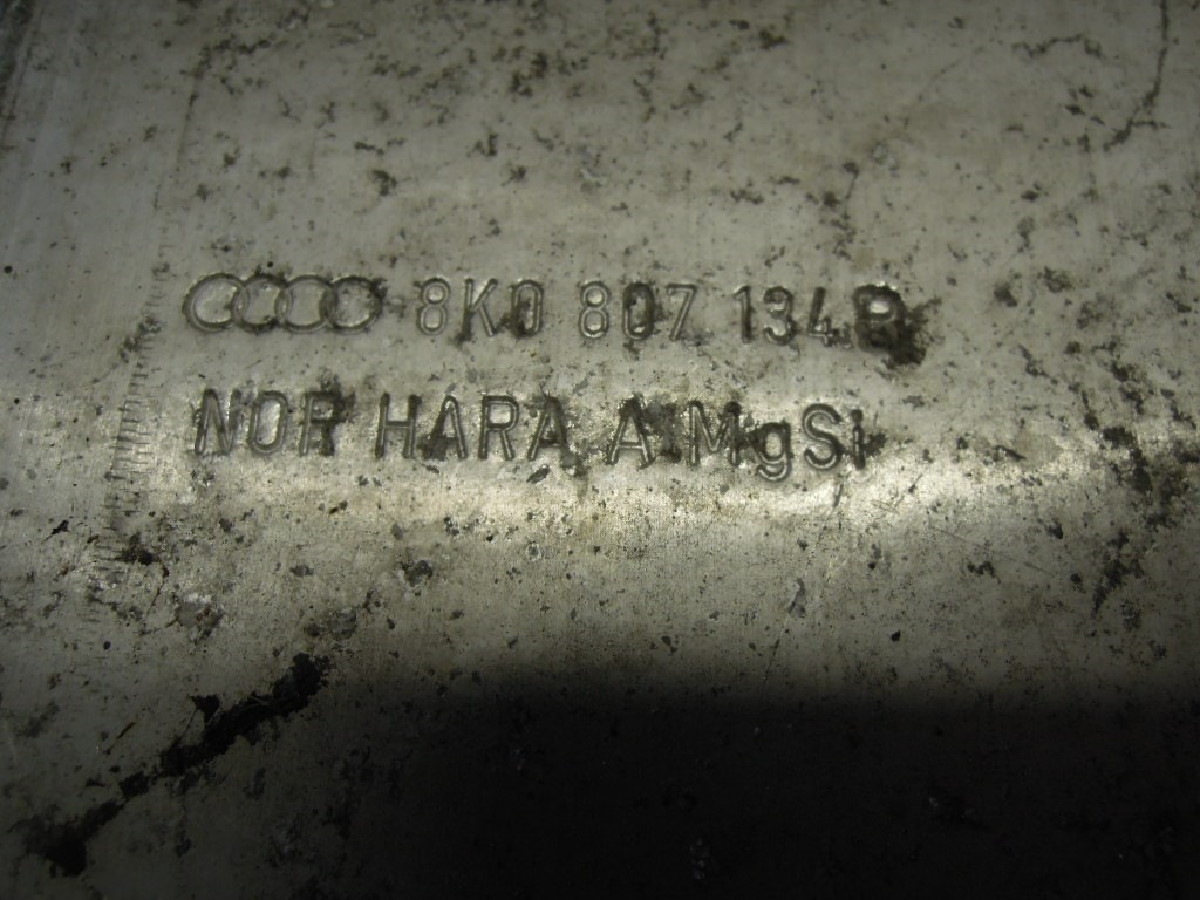 8K0 807 134 B
NOR HARA AlMgSi